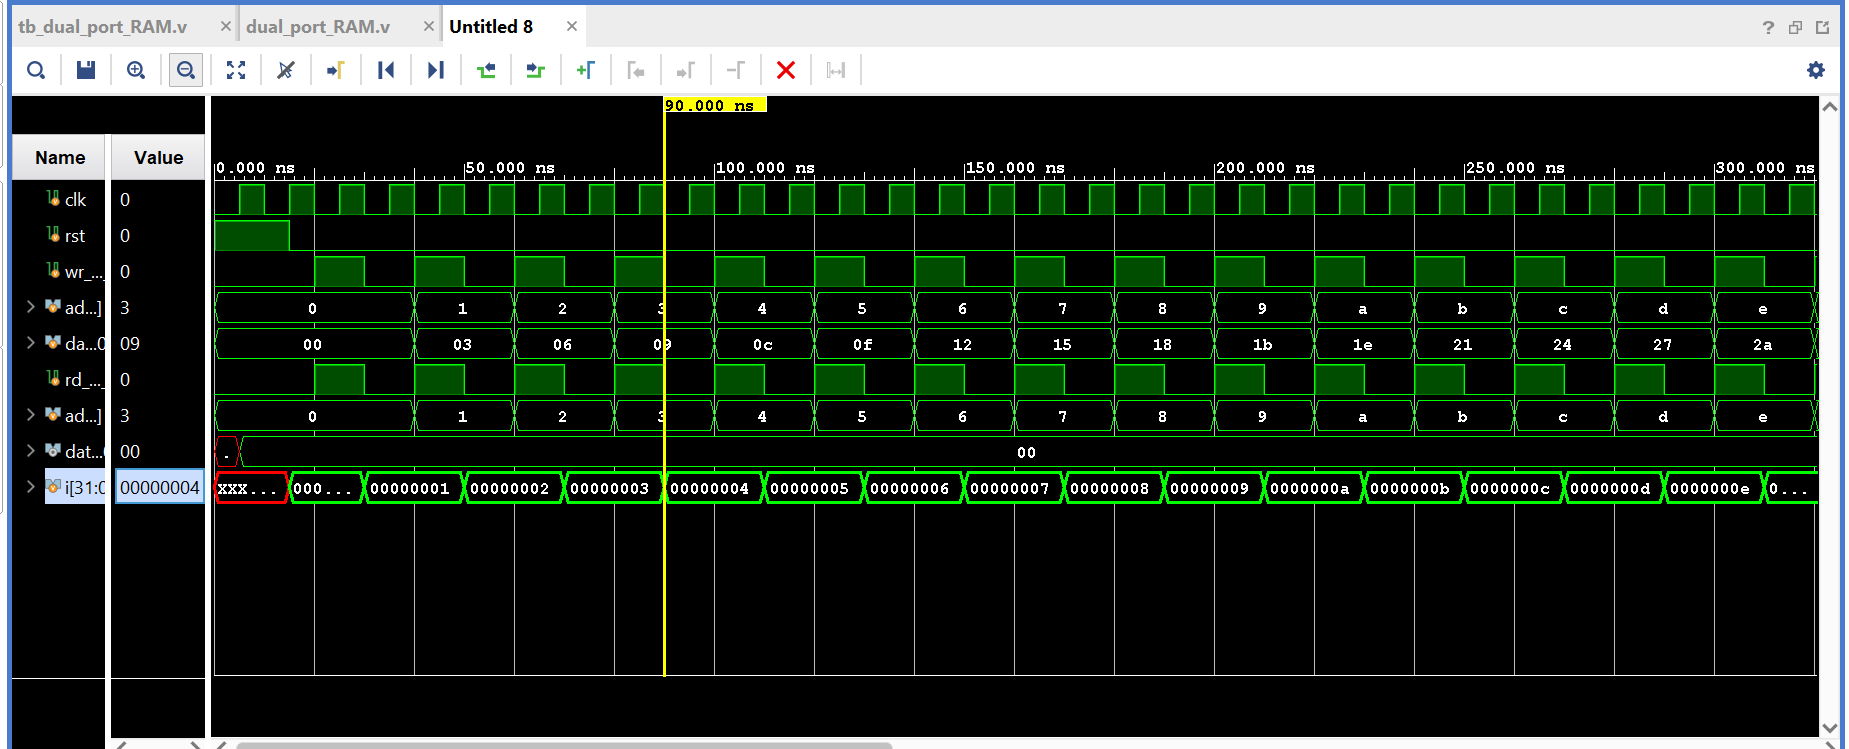 tb_dual_port_RAM.v × dual_port_RAM.v × Untitled 8 × ?
90.000 ns
Name Value
0.000 ns 50.000 ns 100.000 ns 150.000 ns 200.000 ns 250.000 ns 300.000 ns
clk 0
rst 0
wr_..._ 0
ad...] 3 0 1 2 3 4 5 6 7 8 9 a b c d e
da...0 09 00 03 06 09 0c 0f 12 15 18 1b 1e 21 24 27 2a
rd_..._ 0
ad...] 3 0 1 2 3 4 5 6 7 8 9 a b c d e
dat... 00 . 00
i[31:0 00000004 XXX... 000... 00000001 00000002 00000003 00000004 00000005 00000006 00000007 00000008 00000009 0000000a 0000000b 0000000c 0000000d 0000000e 0...